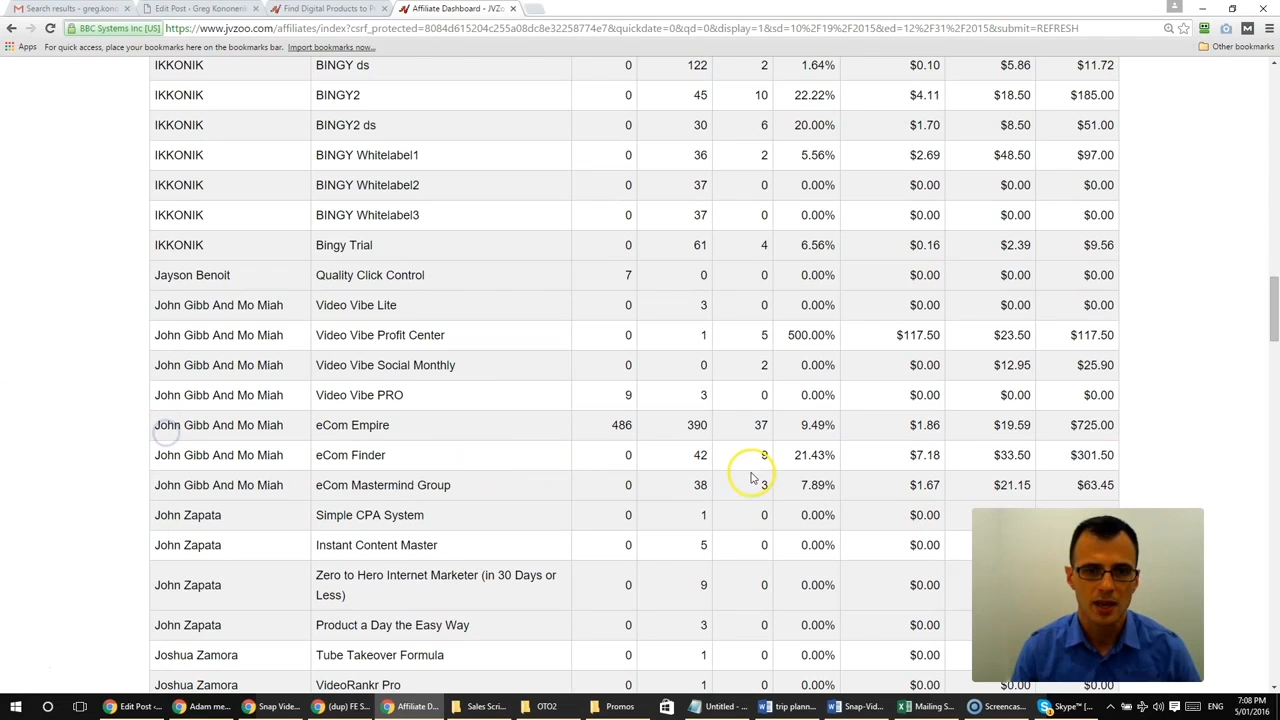 Search results - greg.kono
Edit Post ‹ Greg Kononenk
Find Digital Products to P
Affiliate Dashboard - JVZo
BBC Systems Inc [US]
https://www.jvzoo.com/affiliates/index?csrf_protected=8084d615204c255a08dc8e32258774e7&quickdate=0&qd=0&display=1&sd=10%2F19%2F2015&ed=12%2F31%2F2015&submit=REFRESH
Apps For quick access, place your bookmarks here on the bookmarks bar. Import bookmarks now... Other bookmarks
IKKONIK BINGY ds 0 122 2 1.64% $0.10 $5.86 $11.72
IKKONIK BINGY2 0 45 10 22.22% $4.11 $18.50 $185.00
IKKONIK BINGY2 ds 0 30 6 20.00% $1.70 $8.50 $51.00
IKKONIK BINGY Whitelabel1 0 36 2 5.56% $2.69 $48.50 $97.00
IKKONIK BINGY Whitelabel2 0 37 0 0.00% $0.00 $0.00 $0.00
IKKONIK BINGY Whitelabel3 0 37 0 0.00% $0.00 $0.00 $0.00
IKKONIK Bingy Trial 0 61 4 6.56% $0.16 $2.39 $9.56
Jayson Benoit Quality Click Control 7 0 0 0.00% $0.00 $0.00 $0.00
John Gibb And Mo Miah Video Vibe Lite 0 3 0 0.00% $0.00 $0.00 $0.00
John Gibb And Mo Miah Video Vibe Profit Center 0 1 5 500.00% $117.50 $23.50 $117.50
John Gibb And Mo Miah Video Vibe Social Monthly 0 0 2 0.00% $0.00 $12.95 $25.90
John Gibb And Mo Miah Video Vibe PRO 9 3 0 0.00% $0.00 $0.00 $0.00
John Gibb And Mo Miah eCom Empire 486 390 37 9.49% $1.86 $19.59 $725.00
John Gibb And Mo Miah eCom Finder 0 42 9 21.43% $7.18 $33.50 $301.50
John Gibb And Mo Miah eCom Mastermind Group 0 38 3 7.89% $1.67 $21.15 $63.45
John Zapata Simple CPA System 0 1 0 0.00% $0.00
John Zapata Instant Content Master 0 5 0 0.00% $0.00
John Zapata Zero to Hero Internet Marketer (in 30 Days or 0 9 0 0.00% $0.00
Less)
John Zapata Product a Day the Easy Way 0 3 0 0.00% $0.00
Joshua Zamora Tube Takeover Formula 0 1 0 0.00% $0.00
Joshua Zamora VideoRankr Pro 0 1 0 0.00% $0.00 $0.00 $0.00
Edit Post ‹ Adam me... Snap Vide... (dup) FE S... Affiliate D... Sales Scri... OTO2 Promos Untitled -... trip plann... Snap-Vid... Mailing S... Screencas... Skype™ [...
7:08 PM
5/01/2016